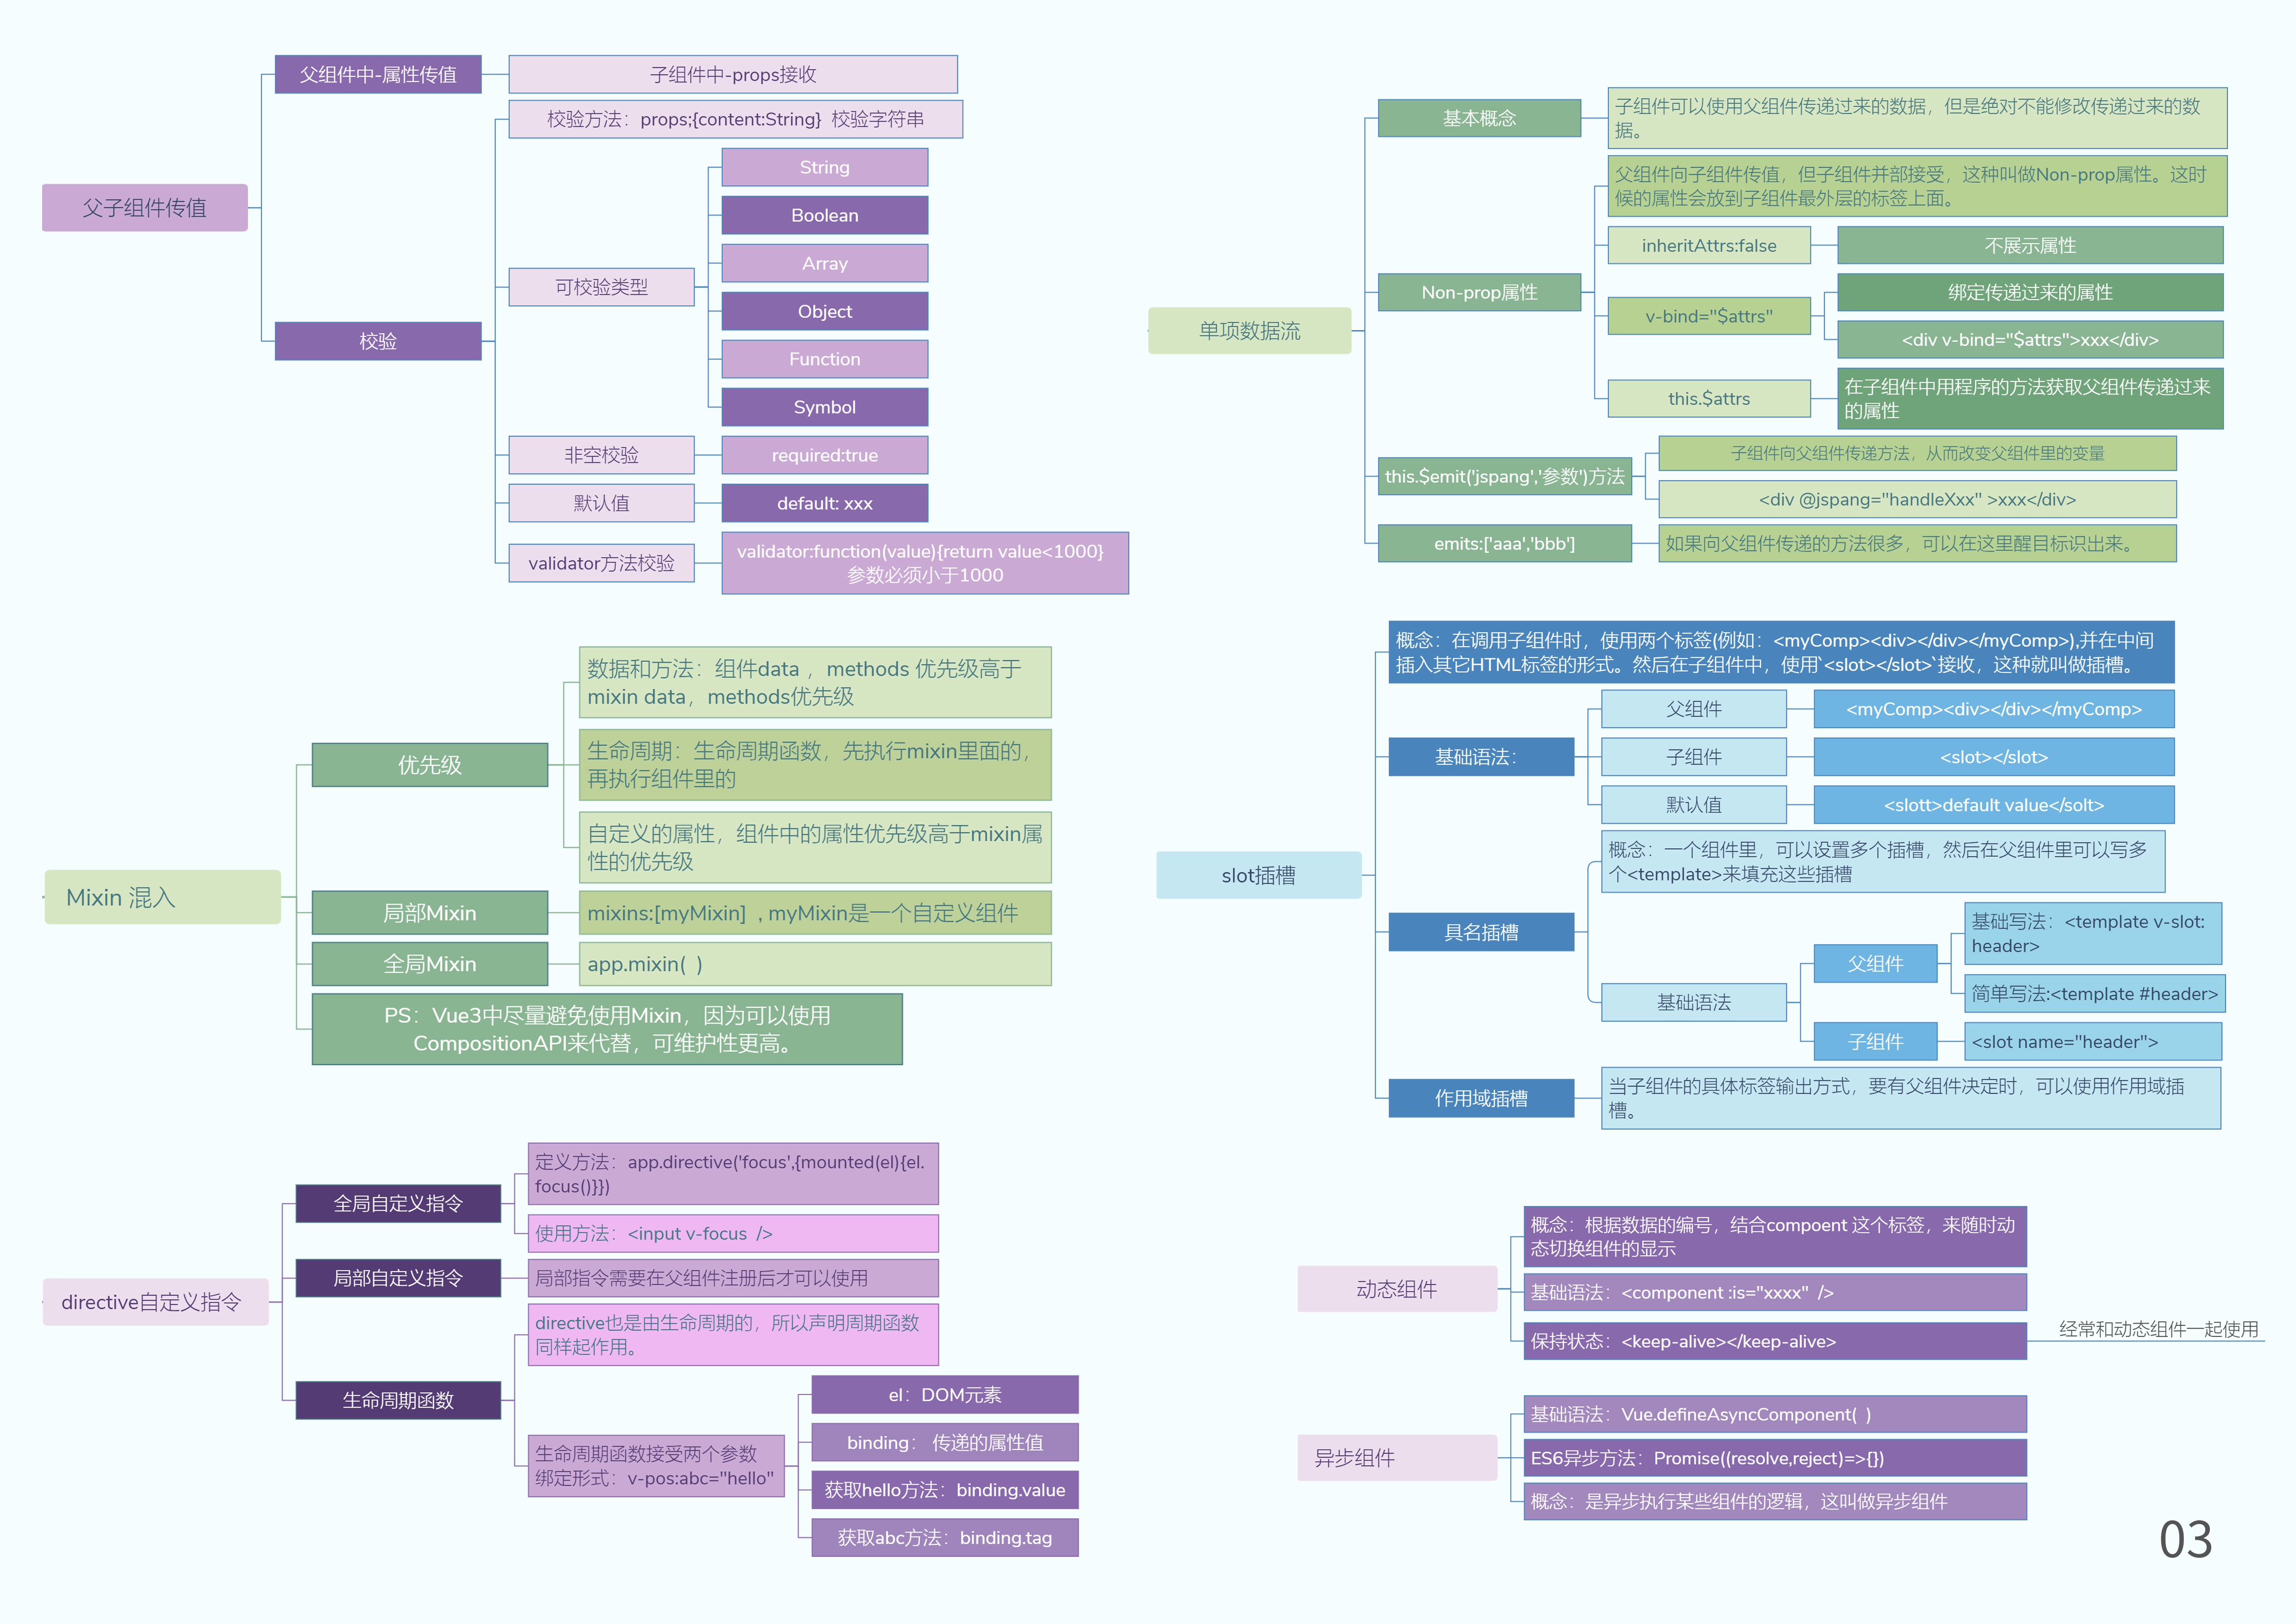 父子组件传值
父组件中-属性传值
子组件中-props接收
校验
校验方法：props;{content:String} 校验字符串
可校验类型
String
Boolean
Array
Object
Function
Symbol
非空校验
required:true
默认值
default: xxx
validator方法校验
validator:function(value){return value<1000}
参数必须小于1000
单项数据流
基本概念
子组件可以使用父组件传递过来的数据，但是绝对不能修改传递过来的数
据。
Non-prop属性
父组件向子组件传值，但子组件并部接受，这种叫做Non-prop属性。这时
候的属性会放到子组件最外层的标签上面。
inheritAttrs:false
不展示属性
v-bind="$attrs"
绑定传递过来的属性
<div v-bind="$attrs">xxx</div>
this.$attrs
在子组件中用程序的方法获取父组件传递过来
的属性
this.$emit('jspang','参数')方法
子组件向父组件传递方法，从而改变父组件里的变量
<div @jspang="handleXxx" >xxx</div>
emits:['aaa','bbb']
如果向父组件传递的方法很多，可以在这里醒目标识出来。
Mixin 混入
优先级
数据和方法：组件data ，methods 优先级高于
mixin data，methods优先级
生命周期：生命周期函数，先执行mixin里面的，
再执行组件里的
自定义的属性，组件中的属性优先级高于mixin属
性的优先级
局部Mixin
mixins:[myMixin] , myMixin是一个自定义组件
全局Mixin
app.mixin( )
PS：Vue3中尽量避免使用Mixin，因为可以使用
CompositionAPI来代替，可维护性更高。
slot插槽
概念：在调用子组件时，使用两个标签(例如：<myComp><div></div></myComp>),并在中间
插入其它HTML标签的形式。然后在子组件中，使用`<slot></slot>`接收，这种就叫做插槽。
基础语法：
父组件
<myComp><div></div></myComp>
子组件
<slot></slot>
默认值
<slott>default value</solt>
具名插槽
概念：一个组件里，可以设置多个插槽，然后在父组件里可以写多
个<template>来填充这些插槽
基础语法
父组件
基础写法：<template v-slot:
header>
简单写法:<template #header>
子组件
<slot name="header">
作用域插槽
当子组件的具体标签输出方式，要有父组件决定时，可以使用作用域插
槽。
directive自定义指令
全局自定义指令
定义方法：app.directive('focus',{mounted(el){el.
focus()}})
使用方法：<input v-focus />
局部自定义指令
局部指令需要在父组件注册后才可以使用
生命周期函数
directive也是由生命周期的，所以声明周期函数
同样起作用。
生命周期函数接受两个参数
绑定形式：v-pos:abc="hello"
el：DOM元素
binding： 传递的属性值
获取hello方法：binding.value
获取abc方法：binding.tag
动态组件
概念：根据数据的编号，结合compoent 这个标签，来随时动
态切换组件的显示
基础语法：<component :is="xxxx" />
保持状态：<keep-alive></keep-alive>
经常和动态组件一起使用
异步组件
基础语法：Vue.defineAsyncComponent( )
ES6异步方法：Promise((resolve,reject)=>{})
概念：是异步执行某些组件的逻辑，这叫做异步组件
03